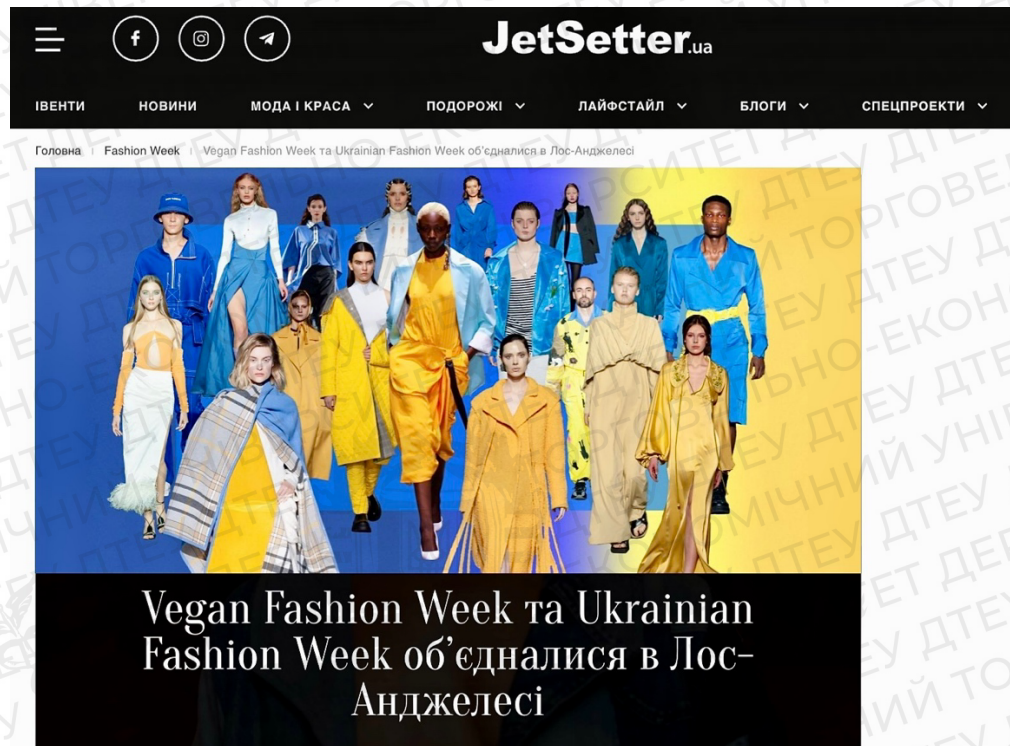 JetSetter.ua
ІВЕНТИ НОВИНИ МОДА І КРАСА ПОДОРОЖІ ЛАЙФСТАЙЛ БЛОГИ СПЕЦПРОЕКТИ
Головна Fashion Week Vegan Fashion Week та Ukrainian Fashion Week об'єдналися в Лос-Анджелесі
Vegan Fashion Week та Ukrainian
Fashion Week об'єдналися в Лос-
Анджелесі